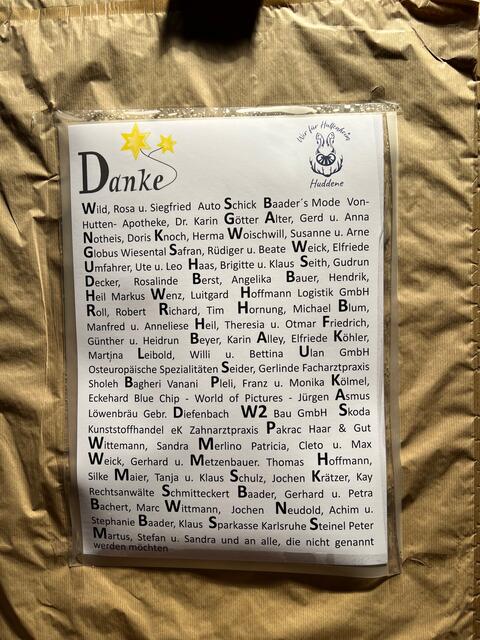 Wir für Huttenheim
Huddene
Danke
Wild, Rosa u. Siegfried Auto Schick Baader´s Mode Von-
Hutten- Apotheke, Dr. Karin Götter Alter, Gerd u. Anna
Notheis, Doris Knoch, Herma Woischwill, Susanne u. Arne
Globus Wiesental Safran, Rüdiger u. Beate Weick, Elfriede
Umfahrer, Ute u. Leo Haas, Brigitte u. Klaus Seith, Gudrun
Decker, Rosalinde Berst, Angelika Bauer, Hendrik,
Heil Markus Wenz, Luitgard Hoffmann Logistik GmbH
Roll, Robert Richard, Tim Hornung, Michael Blum,
Manfred u. Anneliese Heil, Theresia u. Otmar Friedrich,
Günther u. Heidrun Beyer, Karin Alley, Elfriede Köhler,
Martina Leibold, Willi u. Bettina Ulan GmbH
Osteuropäische Spezialitäten Seider, Gerlinde Facharztpraxis
Sholeh Bagheri Vanani Pleli, Franz u. Monika Kölmel,
Eckehard Blue Chip - World of Pictures - Jürgen Asmus
Löwenbräu Gebr. Diefenbach W2 Bau GmbH Skoda
Kunststoffhandel eK Zahnarztpraxis Pakrac Haar & Gut
Wittemann, Sandra Merlino Patricia, Cleto u. Max
Weick, Gerhard u. Metzenbauer. Thomas Hoffmann,
Silke Maier, Tanja u. Klaus Schulz, Jochen Krätzer, Kay
Rechtsanwälte Schmitteckert Baader, Gerhard u. Petra
Bachert, Marc Wittmann, Jochen Neudold, Achim u.
Stephanie Baader, Klaus Sparkasse Karlsruhe Steinel Peter
Martus, Stefan u. Sandra und an alle, die nicht genannt
werden möchten